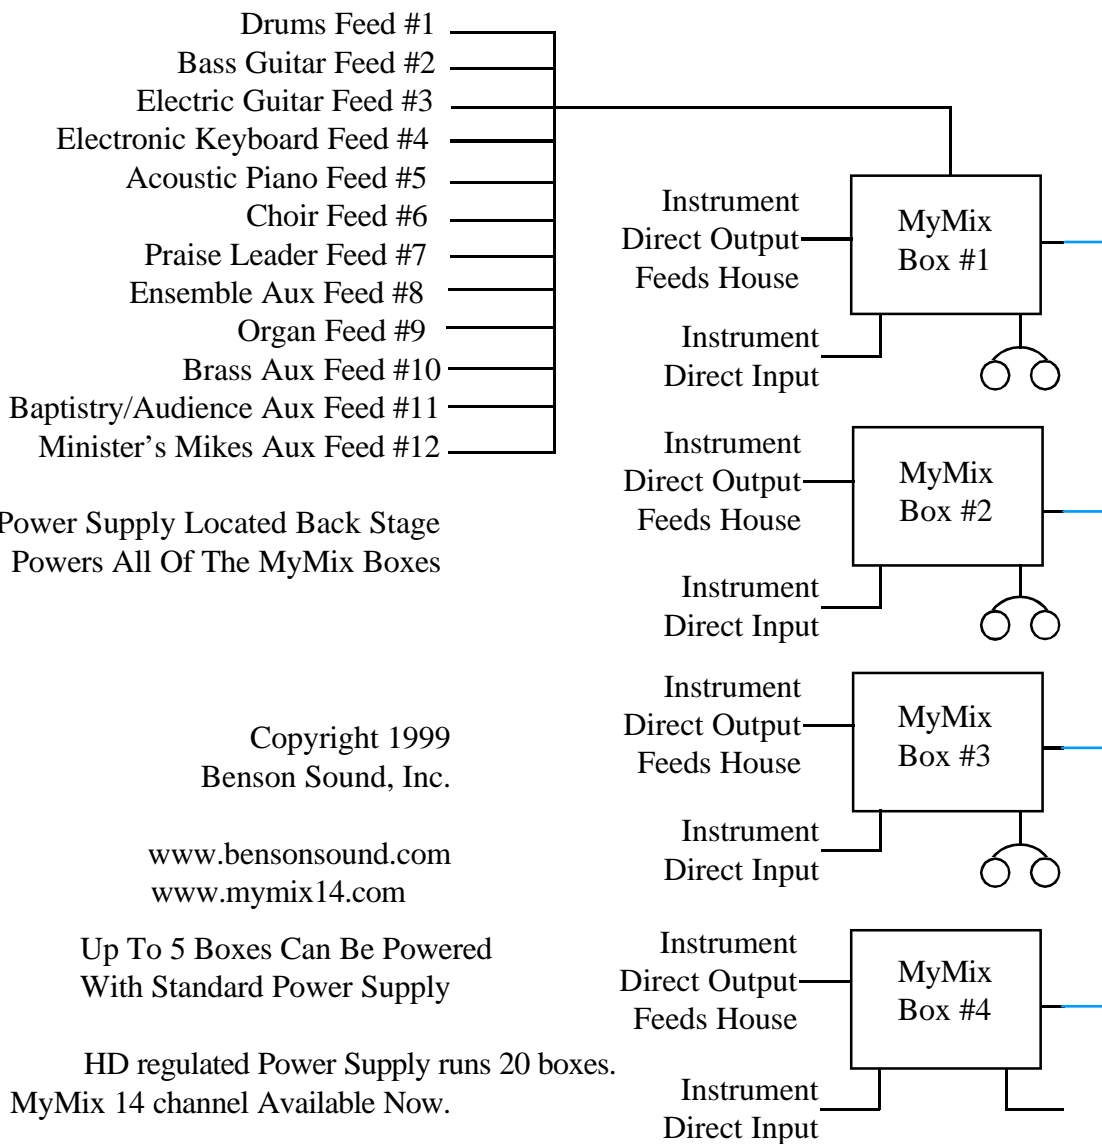 Drums Feed #1
Bass Guitar Feed #2
Electric Guitar Feed #3
Electronic Keyboard Feed #4
Acoustic Piano Feed #5
Choir Feed #6
Praise Leader Feed #7
Ensemble Aux Feed #8
Organ Feed #9
Brass Aux Feed #10
Baptistry/Audience Aux Feed #11
Minister's Mikes Aux Feed #12
Power Supply Located Back Stage
Powers All Of The MyMix Boxes
Copyright 1999
Benson Sound, Inc.
www.bensonsound.com
www.mymix14.com
Up To 5 Boxes Can Be Powered
With Standard Power Supply
HD regulated Power Supply runs 20 boxes.
MyMix 14 channel Available Now.
Instrument
Direct Output
Feeds House
MyMix
Box #1
Instrument
Direct Input
Instrument
Direct Output
Feeds House
MyMix
Box #2
Instrument
Direct Input
Instrument
Direct Output
Feeds House
MyMix
Box #3
Instrument
Direct Input
Instrument
Direct Output
Feeds House
MyMix
Box #4
Instrument
Direct Input